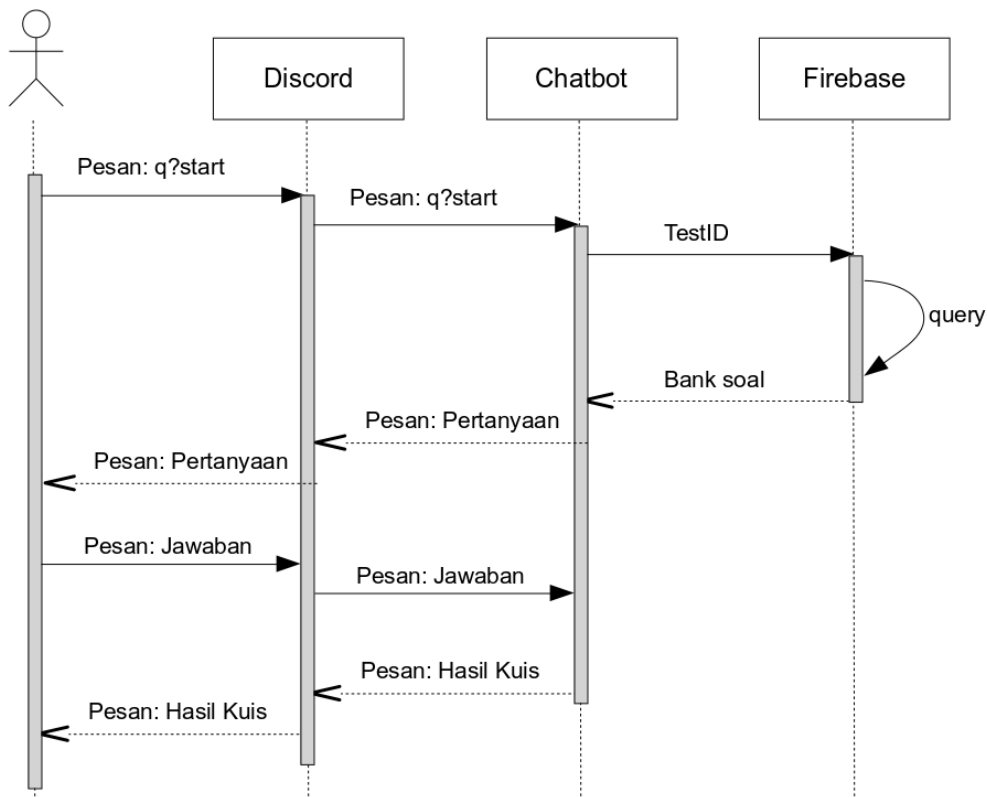 Discord
Chatbot
Firebase
Pesan: q?start
Pesan: q?start
TestID
query
Bank soal
Pesan: Pertanyaan
Pesan: Pertanyaan
Pesan: Jawaban
Pesan: Jawaban
Pesan: Hasil Kuis
Pesan: Hasil Kuis